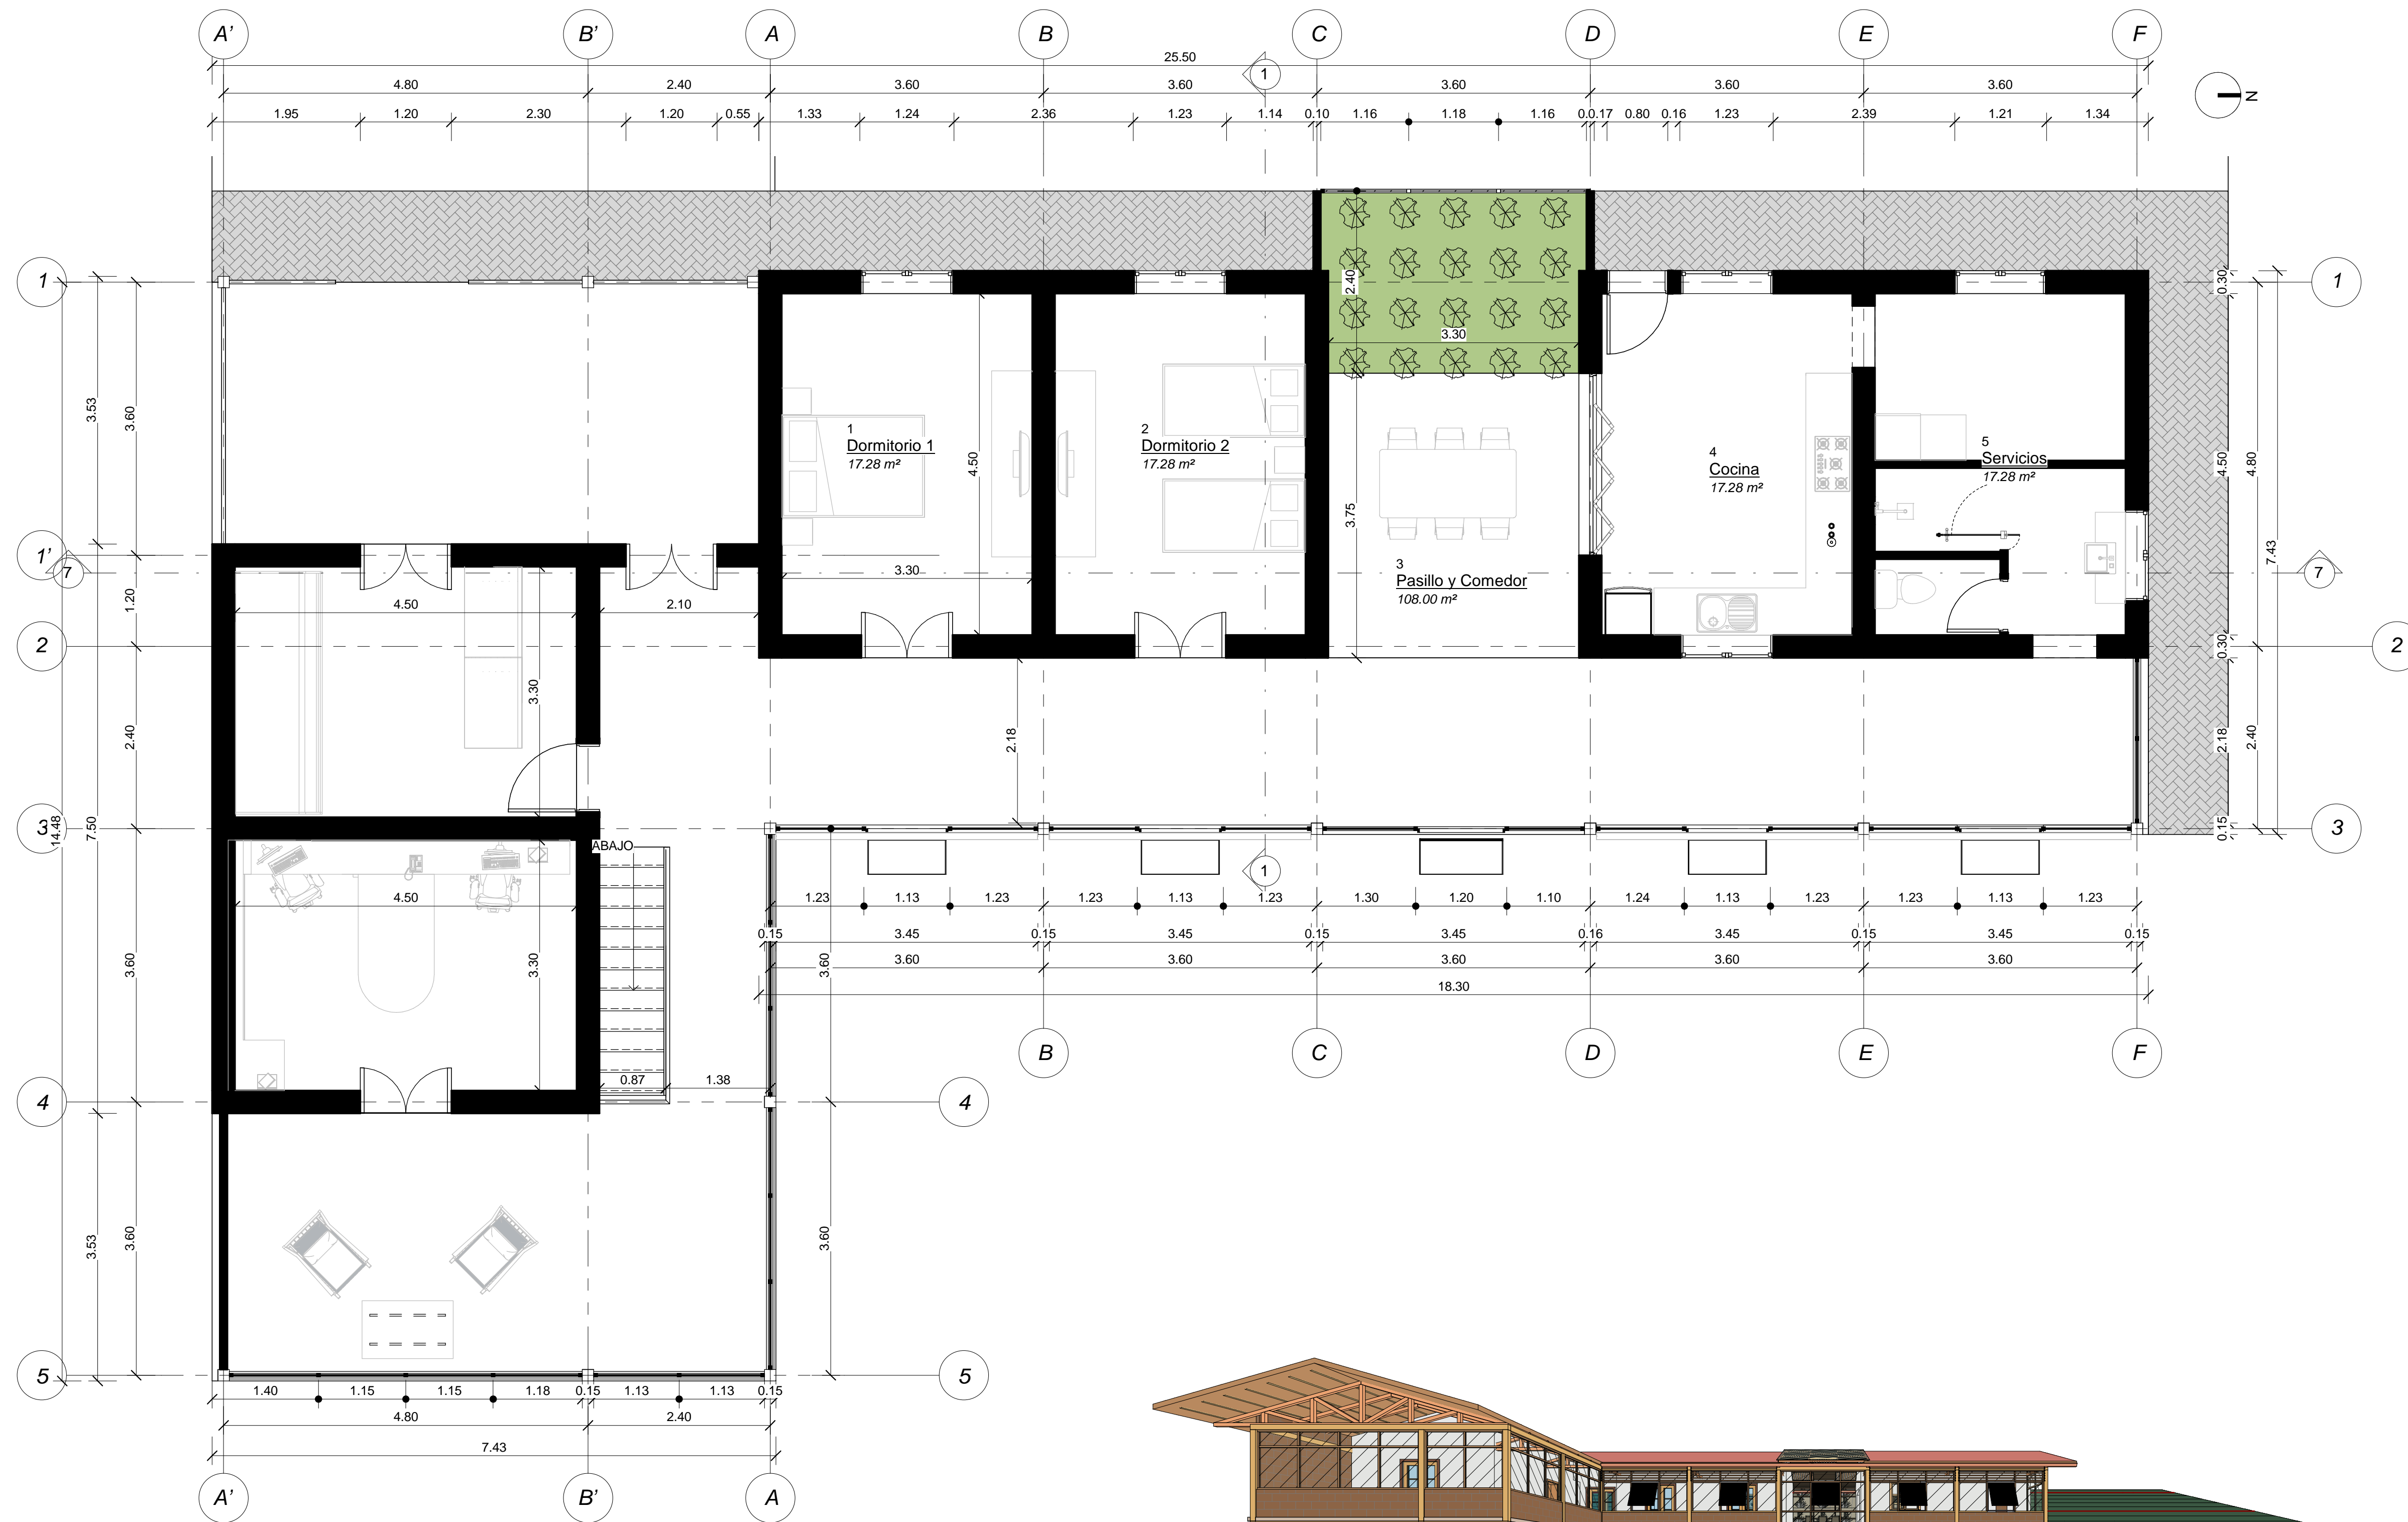 A' B' A B C D E F
25.50
4.80 2.40 3.60 3.60 3.60 3.60 3.60
1
N
1.95 1.20 2.30 1.20 0.55 1.33 1.24 2.36 1.23 1.14 0.10 1.16 1.18 1.16 0.17 0.80 0.16 1.23 2.39 1.21 1.34
1 2.40 0.30 1
3.30
3.53 3.60
1
Dormitorio 1
17.28 m²
4.50
2
Dormitorio 2
17.28 m²
4
Cocina
17.28 m²
5
Servicios
17.28 m²
4.50 4.80
3.75
1'
7 7
7.43
3.30
3
Pasillo y Comedor
108.00 m²
1.20 4.50 2.10
2 0.30 2
3.30
2.40 2.18 2.18 2.40
3 14.48 7.50 0.15 3
ABAJO
1
4.50
1.23 1.13 1.23 1.23 1.13 1.23 1.30 1.20 1.10 1.24 1.13 1.23 1.23 1.13 1.23
0.15 3.45 0.15 3.45 0.15 3.45 0.16 3.45 0.15 3.45 0.15
3.60 3.30 3.60
3.60 3.60 3.60 3.60 3.60
18.30
B C D E F
0.87 1.38
4 4
3.53 3.60 3.60
5 5
1.40 1.15 1.15 1.18 0.15 1.13 1.13 0.15
4.80 2.40
7.43
A' B' A